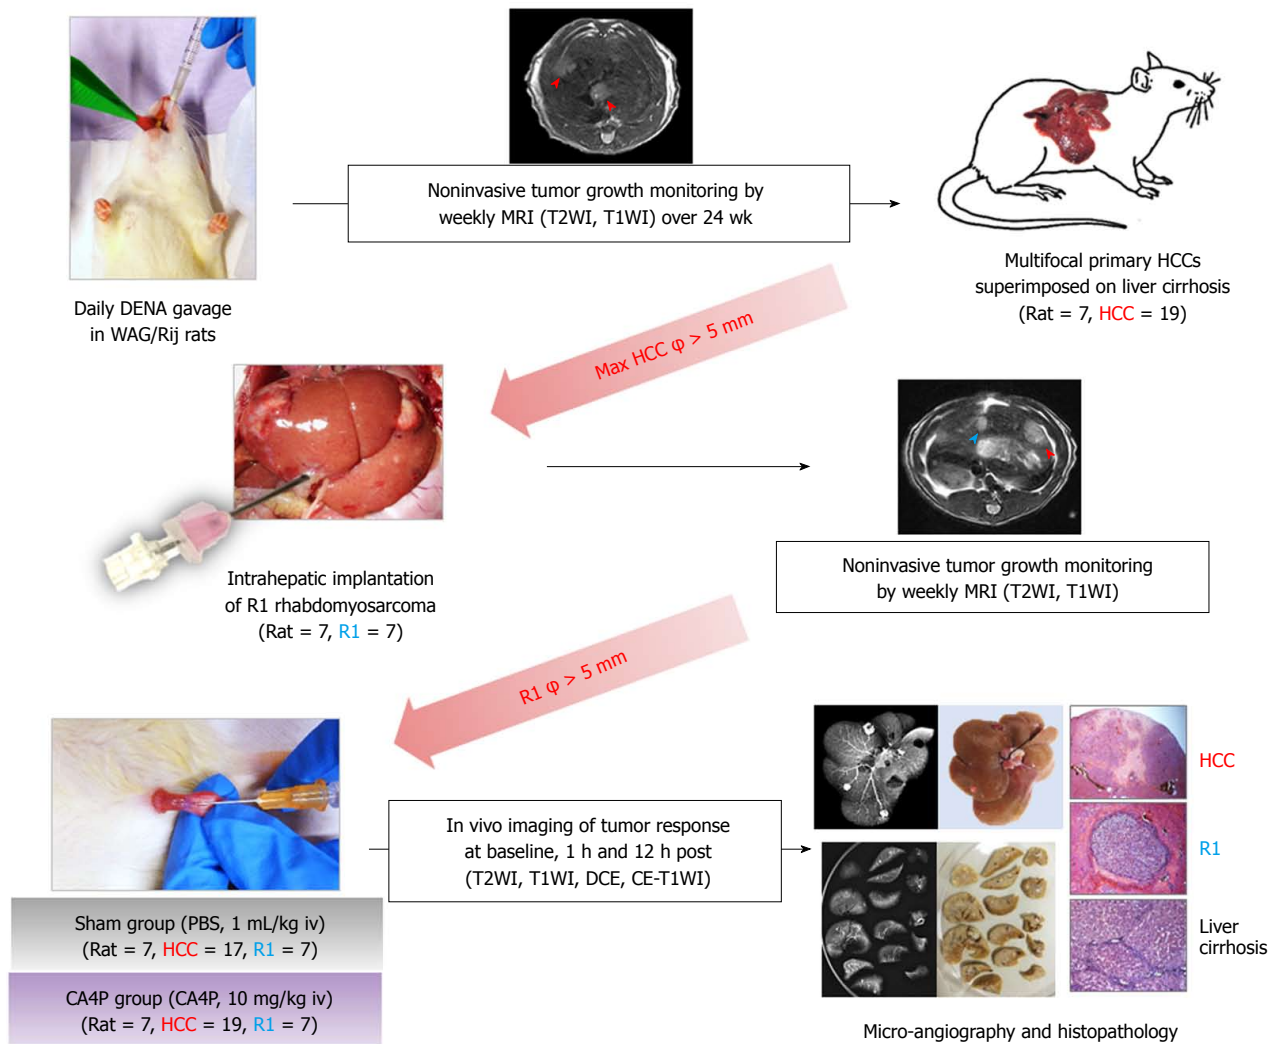 Noninvasive tumor growth monitoring by
weekly MRI (T2WI, T1WI) over 24 wk
Daily DENA gavage
in WAG/Rij rats
Multifocal primary HCCs
superimposed on liver cirrhosis
(Rat = 7, HCC = 19)
Max HCC φ > 5 mm
Intrahepatic implantation
of R1 rhabdomyosarcoma
(Rat = 7, R1 = 7)
Noninvasive tumor growth monitoring
by weekly MRI (T2WI, T1WI)
R1 φ > 5 mm
In vivo imaging of tumor response
at baseline, 1 h and 12 h post
(T2WI, T1WI, DCE, CE-T1WI)
Sham group (PBS, 1 mL/kg iv)
(Rat = 7, HCC = 17, R1 = 7)
CA4P group (CA4P, 10 mg/kg iv)
(Rat = 7, HCC = 19, R1 = 7)
HCC
R1
Liver
cirrhosis
Micro-angiography and histopathology